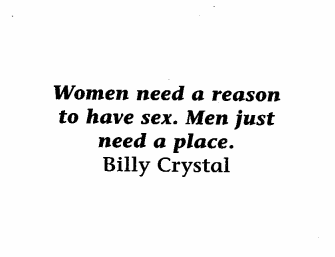 Women need a reason
to have sex. Men just
need a place.
Billy Crystal